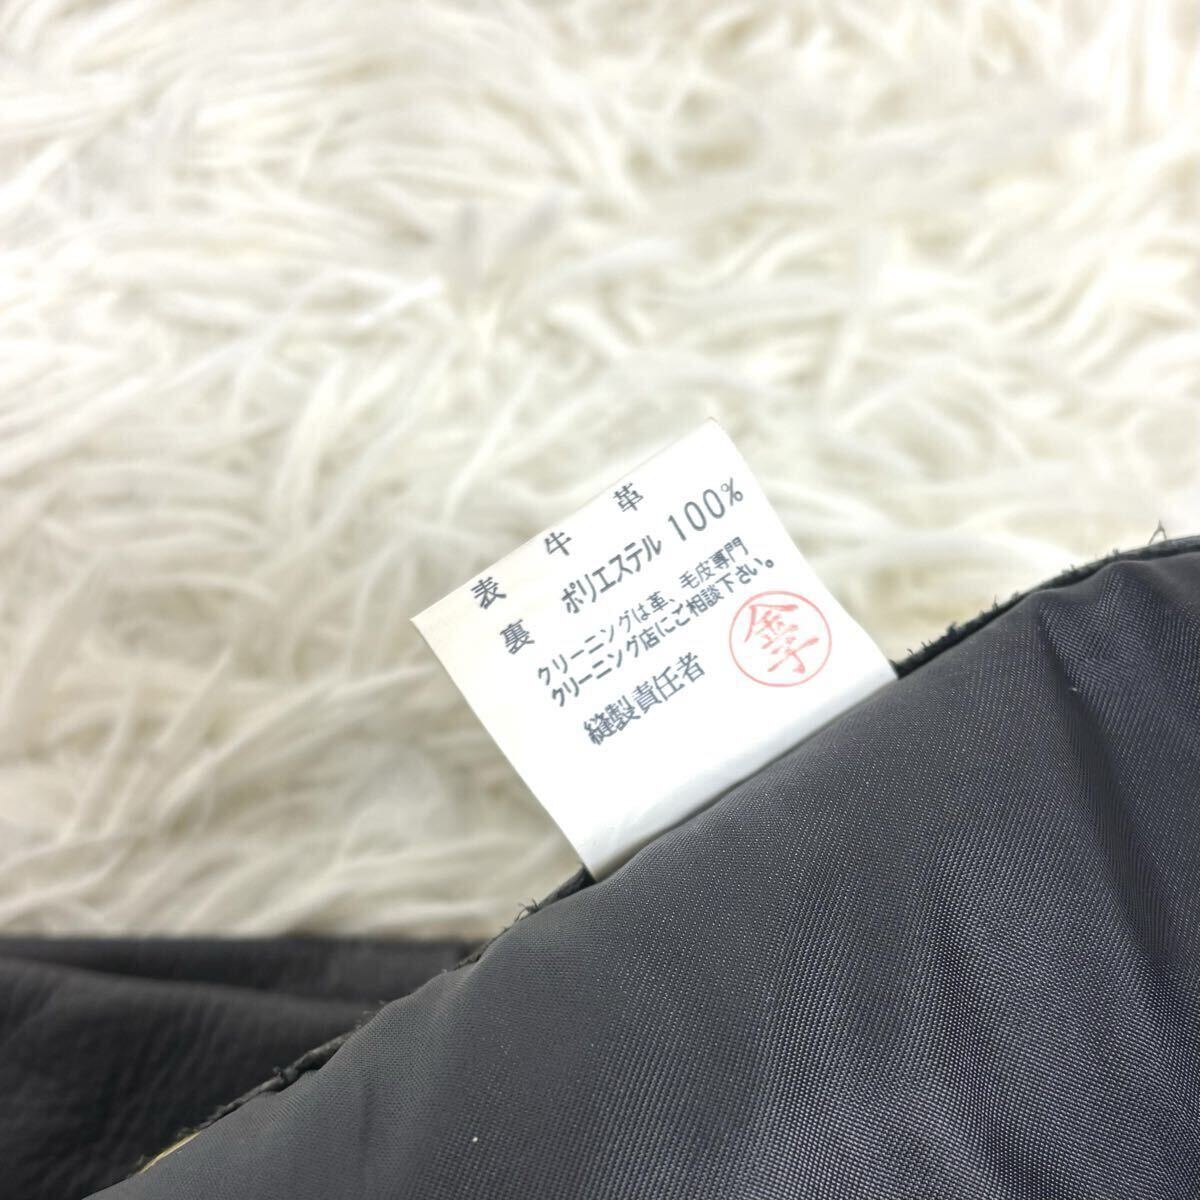 表 牛 革
裏 ポリエステル 100%
クリーニングは革、毛皮専門
クリーニング店にご相談下さい。
縫製責任者